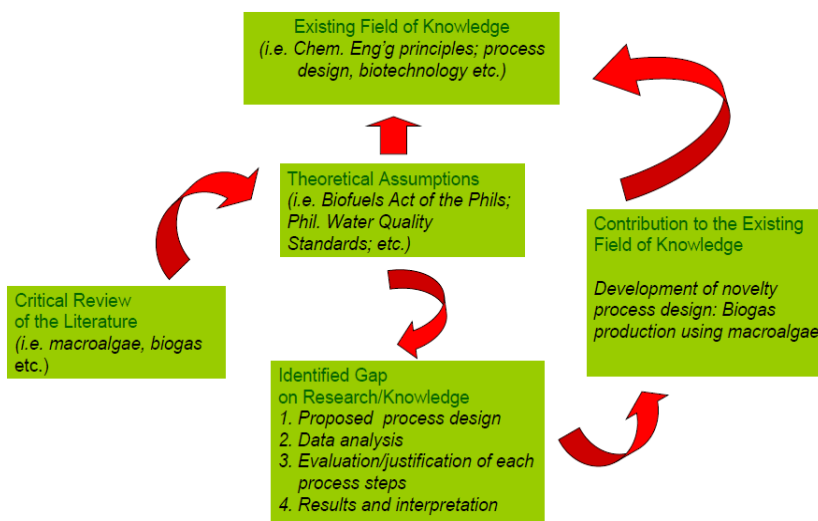 Existing Field of Knowledge
(i.e. Chem. Eng'g principles; process
design, biotechnology etc.)
Theoretical Assumptions
(i.e. Biofuels Act of the Phils;
Phil. Water Quality
Standards; etc.)
Critical Review
of the Literature
(i.e. macroalgae, biogas
etc.)
Identified Gap
on Research/Knowledge
1. Proposed process design
2. Data analysis
3. Evaluation/justification of each
process steps
4. Results and interpretation
Contribution to the Existing
Field of Knowledge
Development of novelty
process design: Biogas
production using macroalgae